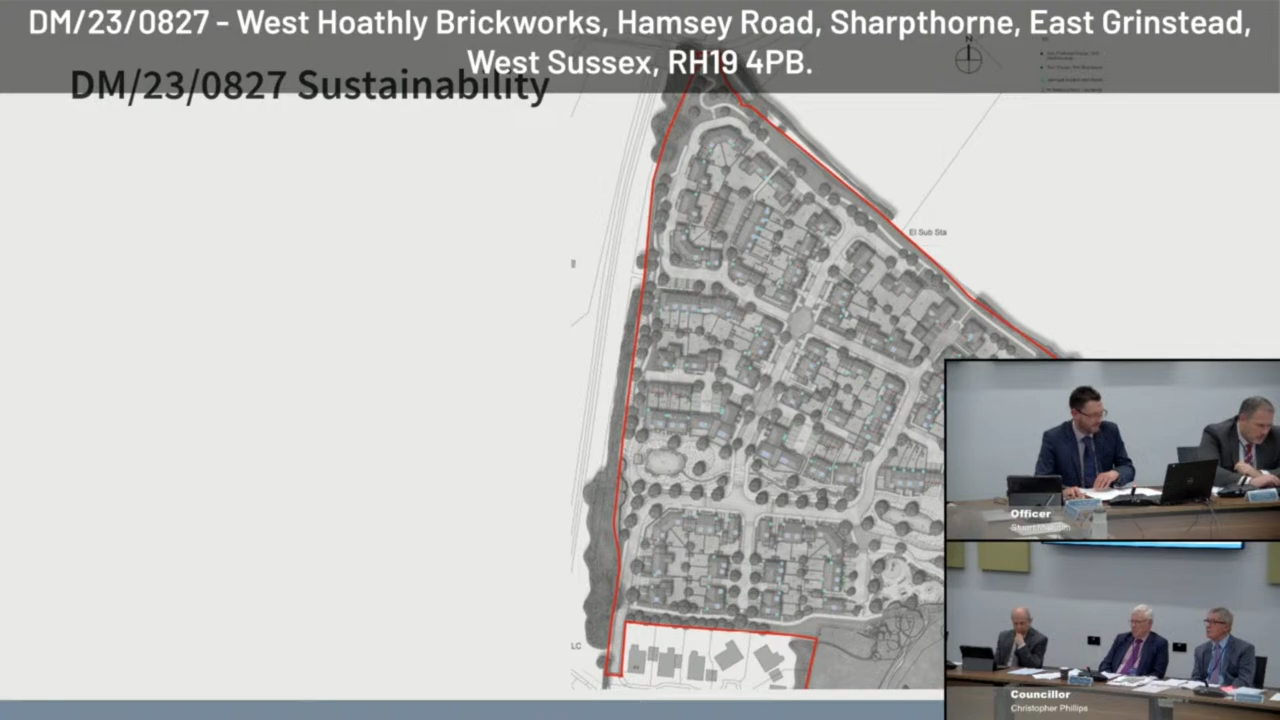 DM/23/0827 - West Hoathly Brickworks, Hamsey Road, Sharpthorne, East Grinstead,
West Sussex, RH19 4PB.
DM/23/0827 Sustainability
N
El Sub Sta
LC
Officer
Councillor
Christopher Phillips